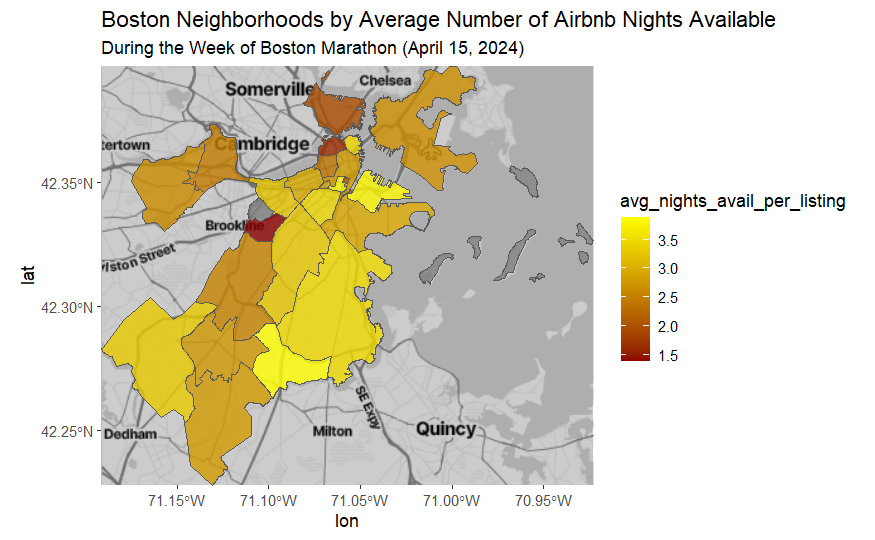 Boston Neighborhoods by Average Number of Airbnb Nights Available
During the Week of Boston Marathon (April 15, 2024)
Somerville
Chelsea
Cambridge
tertown
Brookline
Quincy
Dedham
Milton
SE Expy
42.35°N
42.30°N
42.25°N
lat
71.15°W 71.10°W 71.05°W 71.00°W 70.95°W
lon
avg_nights_avail_per_listing
3.5
3.0
2.5
2.0
1.5